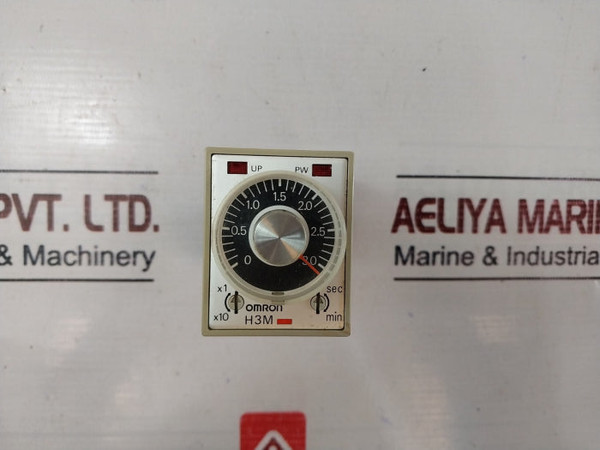 UP PW
0 0.5 1.0 1.5 2.0 2.5 3.0
x1 sec
x10 min
OMRON
H3M
PVT. LTD.
& Machinery
AELIYA MARIN
Marine & Industria